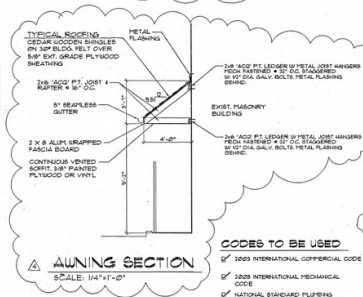 TYPICAL ROOFING
CEDAR WOODEN SHINGLES
ON 30# BLDG. FELT OVER
5/8" EXT. GRADE PLYWOOD
SHEATHING
METAL
FLASHING
2x6 'ACQ' P.T. JOIST &
RAFTER @ 16" O.C.
5" SEAMLESS
GUTTER
2 X 8 ALUM. WRAPPED
FASCIA BOARD
CONTINUOUS VENTED
SOFFIT, 3/8" PAINTED
PLYWOOD OR VINYL
12
4'-0"
2x8 'ACQ' P.T. LEDGER W/ METAL JOIST HANGERS
MECH. FASTENED @ 32" O.C. STAGGERED
W/ 1/2" DIA. GALV. BOLTS. METAL FLASHING
BEHIND.
EXIST. MASONRY
BUILDING
2x6 'ACQ' P.T. LEDGER W/ METAL JOIST HANGERS
MECH. FASTENED @ 32" O.C. STAGGERED
W/ 1/2" DIA. GALV. BOLTS. METAL FLASHING
BEHIND.
4
AWNING SECTION
SCALE: 1/4"=1'-0"
CODES TO BE USED
2003 INTERNATIONAL COMMERCIAL CODE
2003 INTERNATIONAL MECHANICAL
CODE
NATIONAL STANDARD PLUMBING